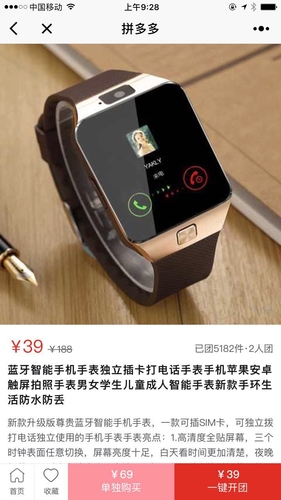 中国移动 上午9:28
拼多多
YAKLY
来电
¥39 ¥188 已团5182件·2人团
蓝牙智能手机手表独立插卡打电话手表手机苹果安卓
触屏拍照手表男女学生儿童成人智能手表新款手环生
活防水防丢
新款升级版尊贵蓝牙智能手机手表，一款可插SIM卡，可独立拨
打电话独立使用的手机手表手表亮点：1.高清度全贴屏幕，三个
时钟表面任意切换，屏幕亮度十足，白天看时间更加清楚，夜晚
¥69 ¥39
首页 收藏 单独购买 一键开团